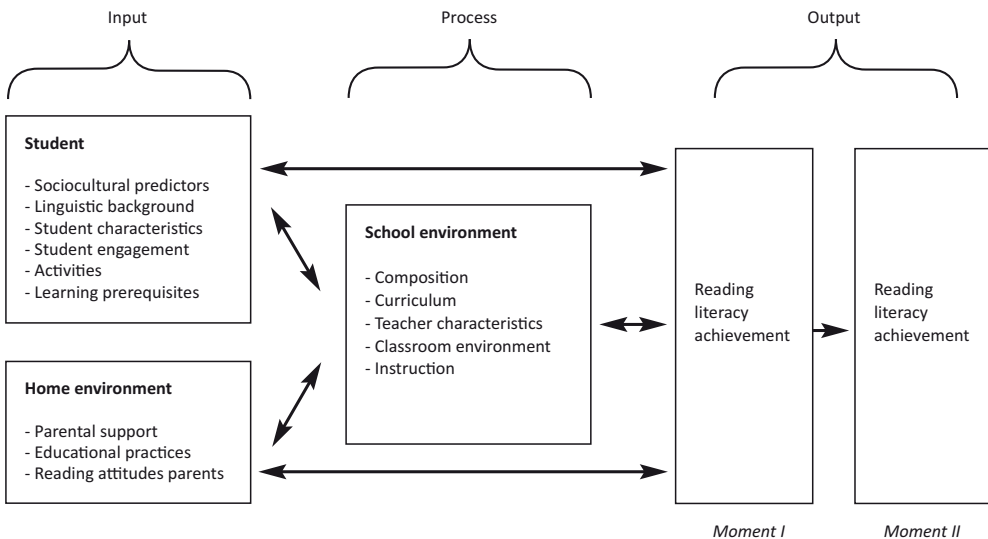 Input
Process
Output
Student
- Sociocultural predictors
- Linguistic background
- Student characteristics
- Student engagement
- Activities
- Learning prerequisites
Home environment
- Parental support
- Educational practices
- Reading attitudes parents
School environment
- Composition
- Curriculum
- Teacher characteristics
- Classroom environment
- Instruction
Reading
literacy
achievement
Reading
literacy
achievement
Moment I
Moment II